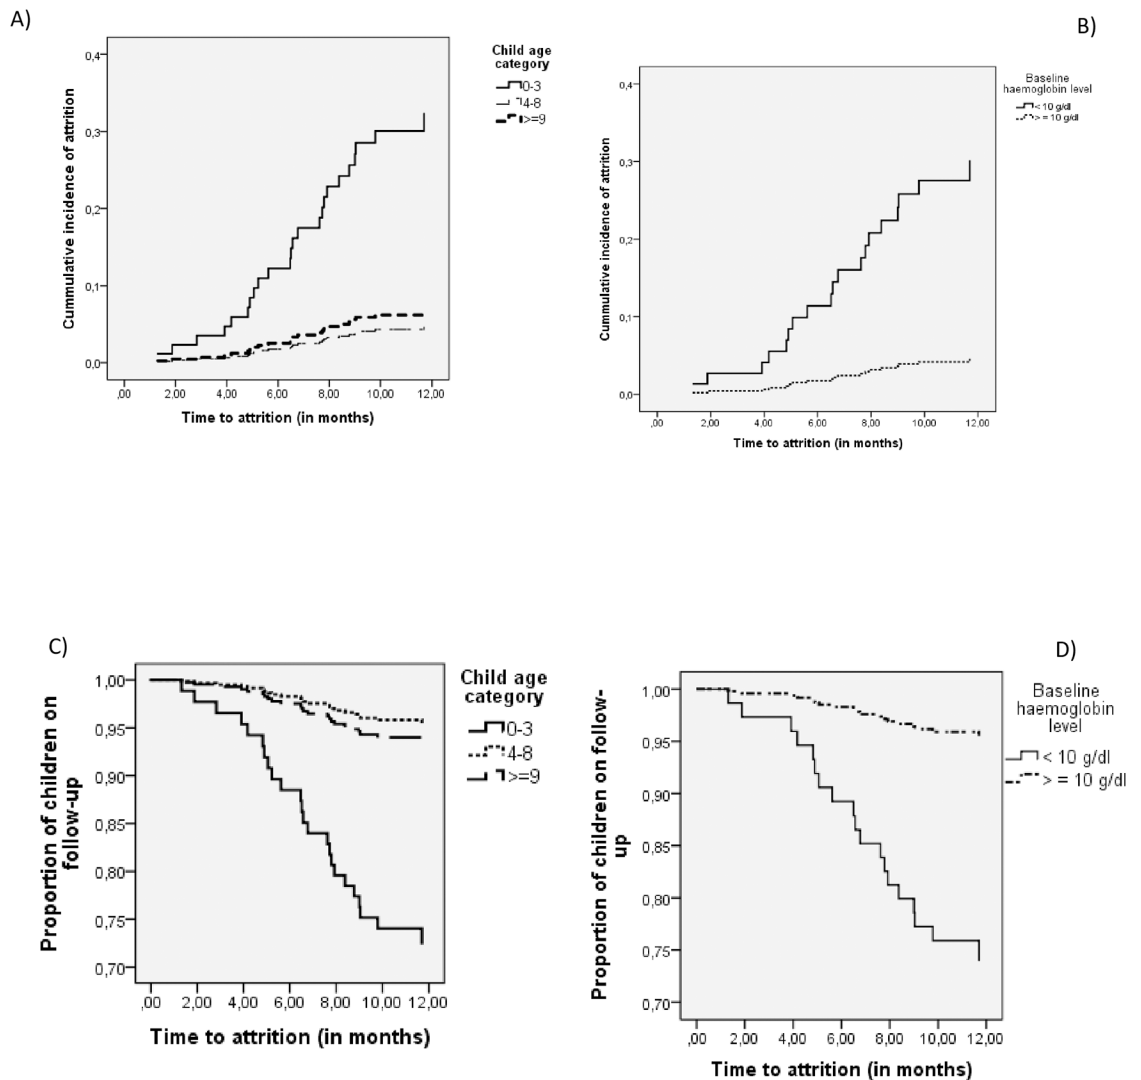 A)
Cummulative incidence of attrition
0,4
0,3
0,2
0,1
0,0
,00 2,00 4,00 6,00 8,00 10,00 12,00
Time to attrition (in months)
Child age
category
0-3
4-8
>=9
B)
Cummulative incidence of attrition
0,4
0,3
0,2
0,1
0,0
,00 2,00 4,00 6,00 8,00 10,00 12,00
Time to attrition (in months)
Baseline
haemoglobin level
< 10 g/dl
> = 10 g/dl
C)
Proportion of children on
follow-up
1,00
0,95
0,90
0,85
0,80
0,75
0,70
,00 2,00 4,00 6,00 8,00 10,00 12,00
Time to attrition (in months)
Child age
category
0-3
4-8
>=9
D)
Proportion of children on follow-
up
1,00
0,95
0,90
0,85
0,80
0,75
0,70
,00 2,00 4,00 6,00 8,00 10,00 12,00
Time to attrition (in months)
Baseline
haemoglobin
level
< 10 g/dl
> = 10 g/dl